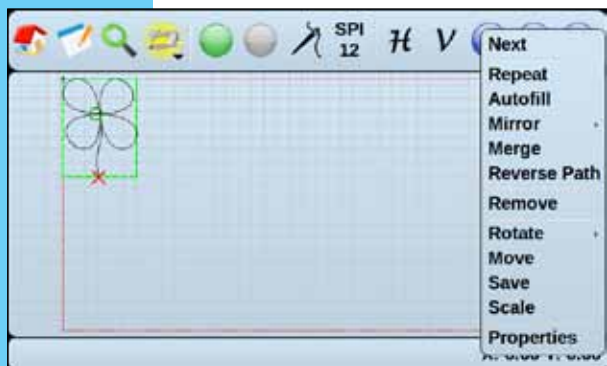 SPI
12
H V
Next
Repeat
Autofill
Mirror
Merge
Reverse Path
Remove
Rotate
Move
Save
Scale
Properties